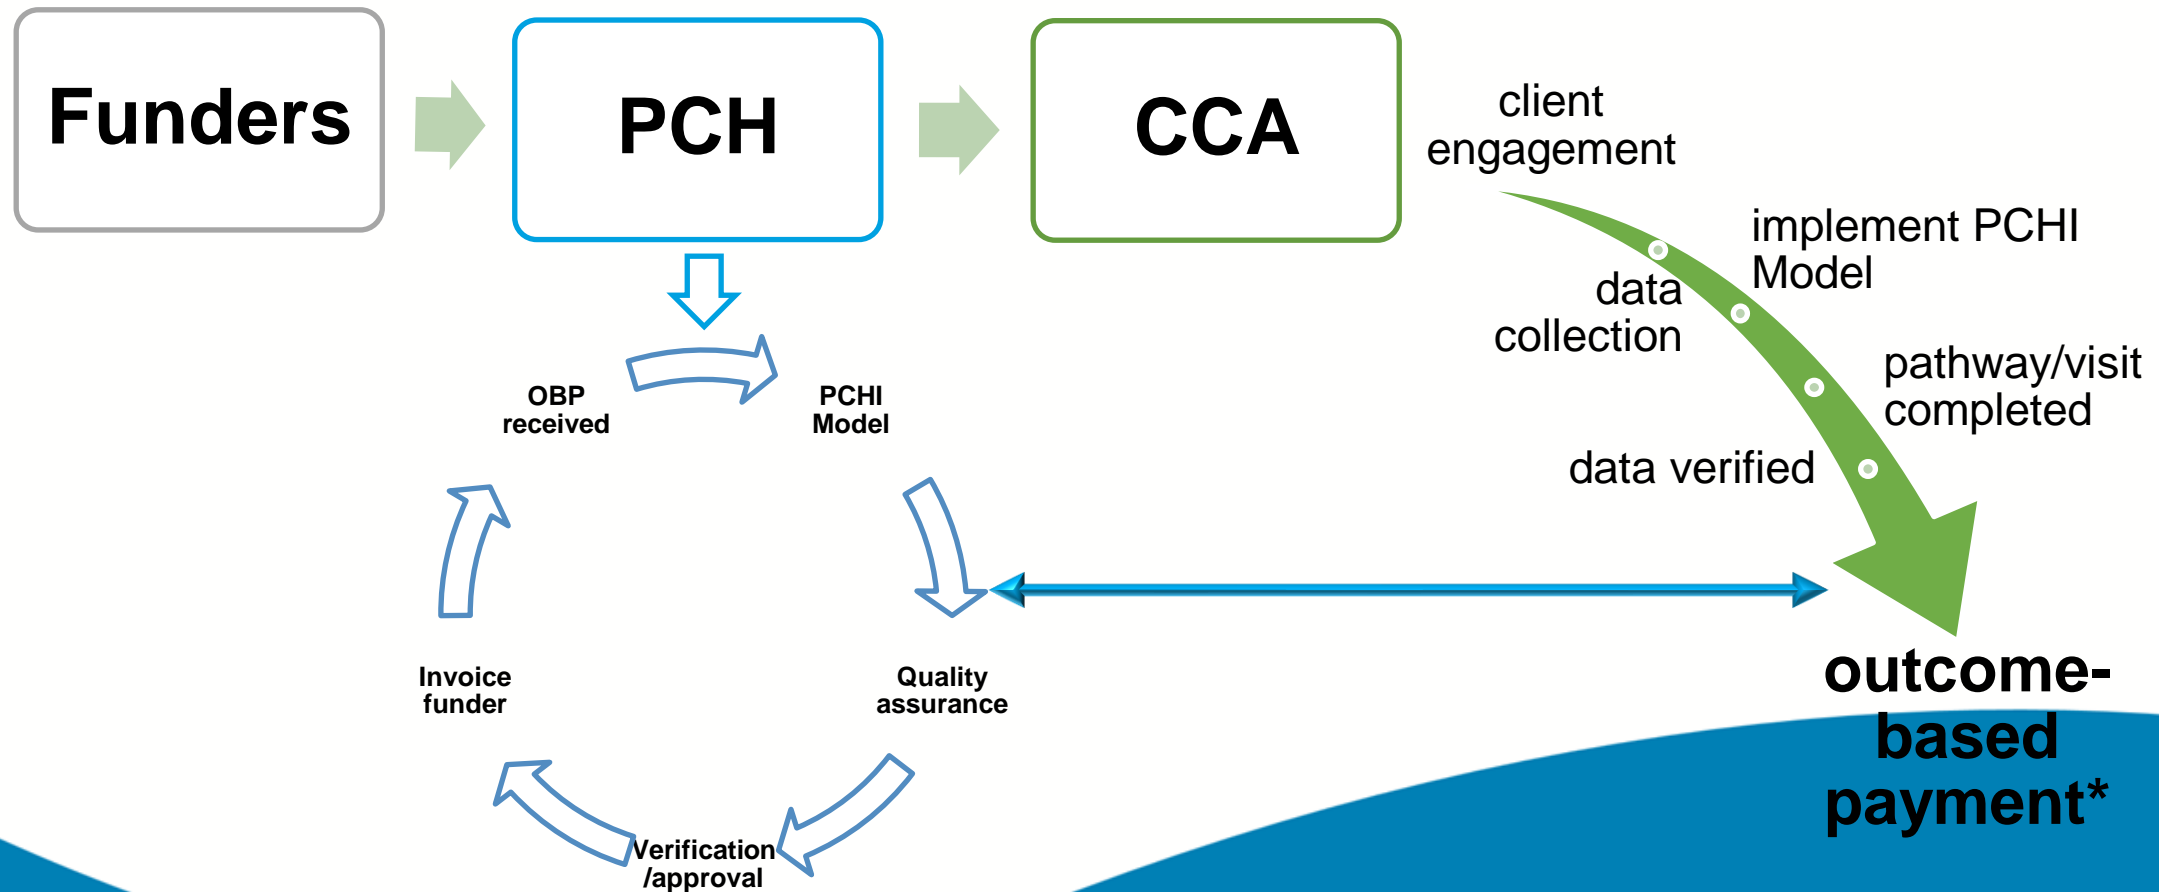 Funders
PCH
CCA
client
engagement
implement PCHI
Model
data
collection
pathway/visit
completed
data verified
outcome-
based
payment*
OBP
received
PCHI
Model
Quality
assurance
Verification
/approval
Invoice
funder